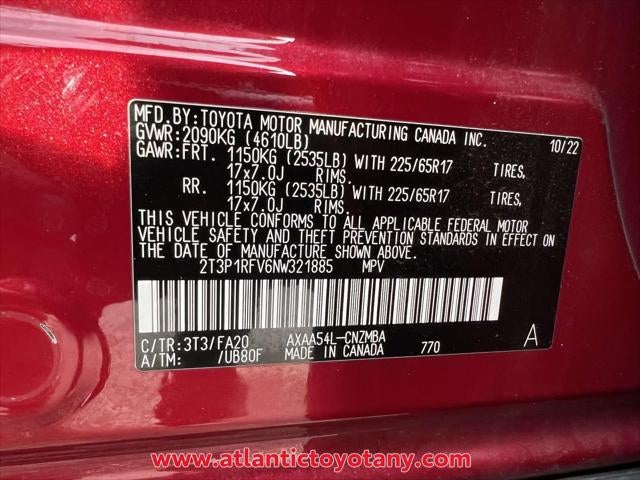 MFD.BY:TOYOTA MOTOR MANUFACTURING CANADA INC. 10/22
GVWR:2090KG (4610LB)
GAWR:FRT. 1150KG (2535LB) WITH 225/65R17 TIRES,
17x7.0J RIMS.
RR. 1150KG (2535LB) WITH 225/65R17 TIRES,
17x7.0J RIMS.
THIS VEHICLE CONFORMS TO ALL APPLICABLE FEDERAL MOTOR
VEHICLE SAFETY AND THEFT PREVENTION STANDARDS IN EFFECT ON
THE DATE OF MANUFACTURE SHOWN ABOVE.
2T3P1RFV6NW321885 MPV
C/TR:3T3/FA20 AXAA54L-CNZMBA A
A/TM: /UB80F MADE IN CANADA 770
www.atlantictoyotany.com